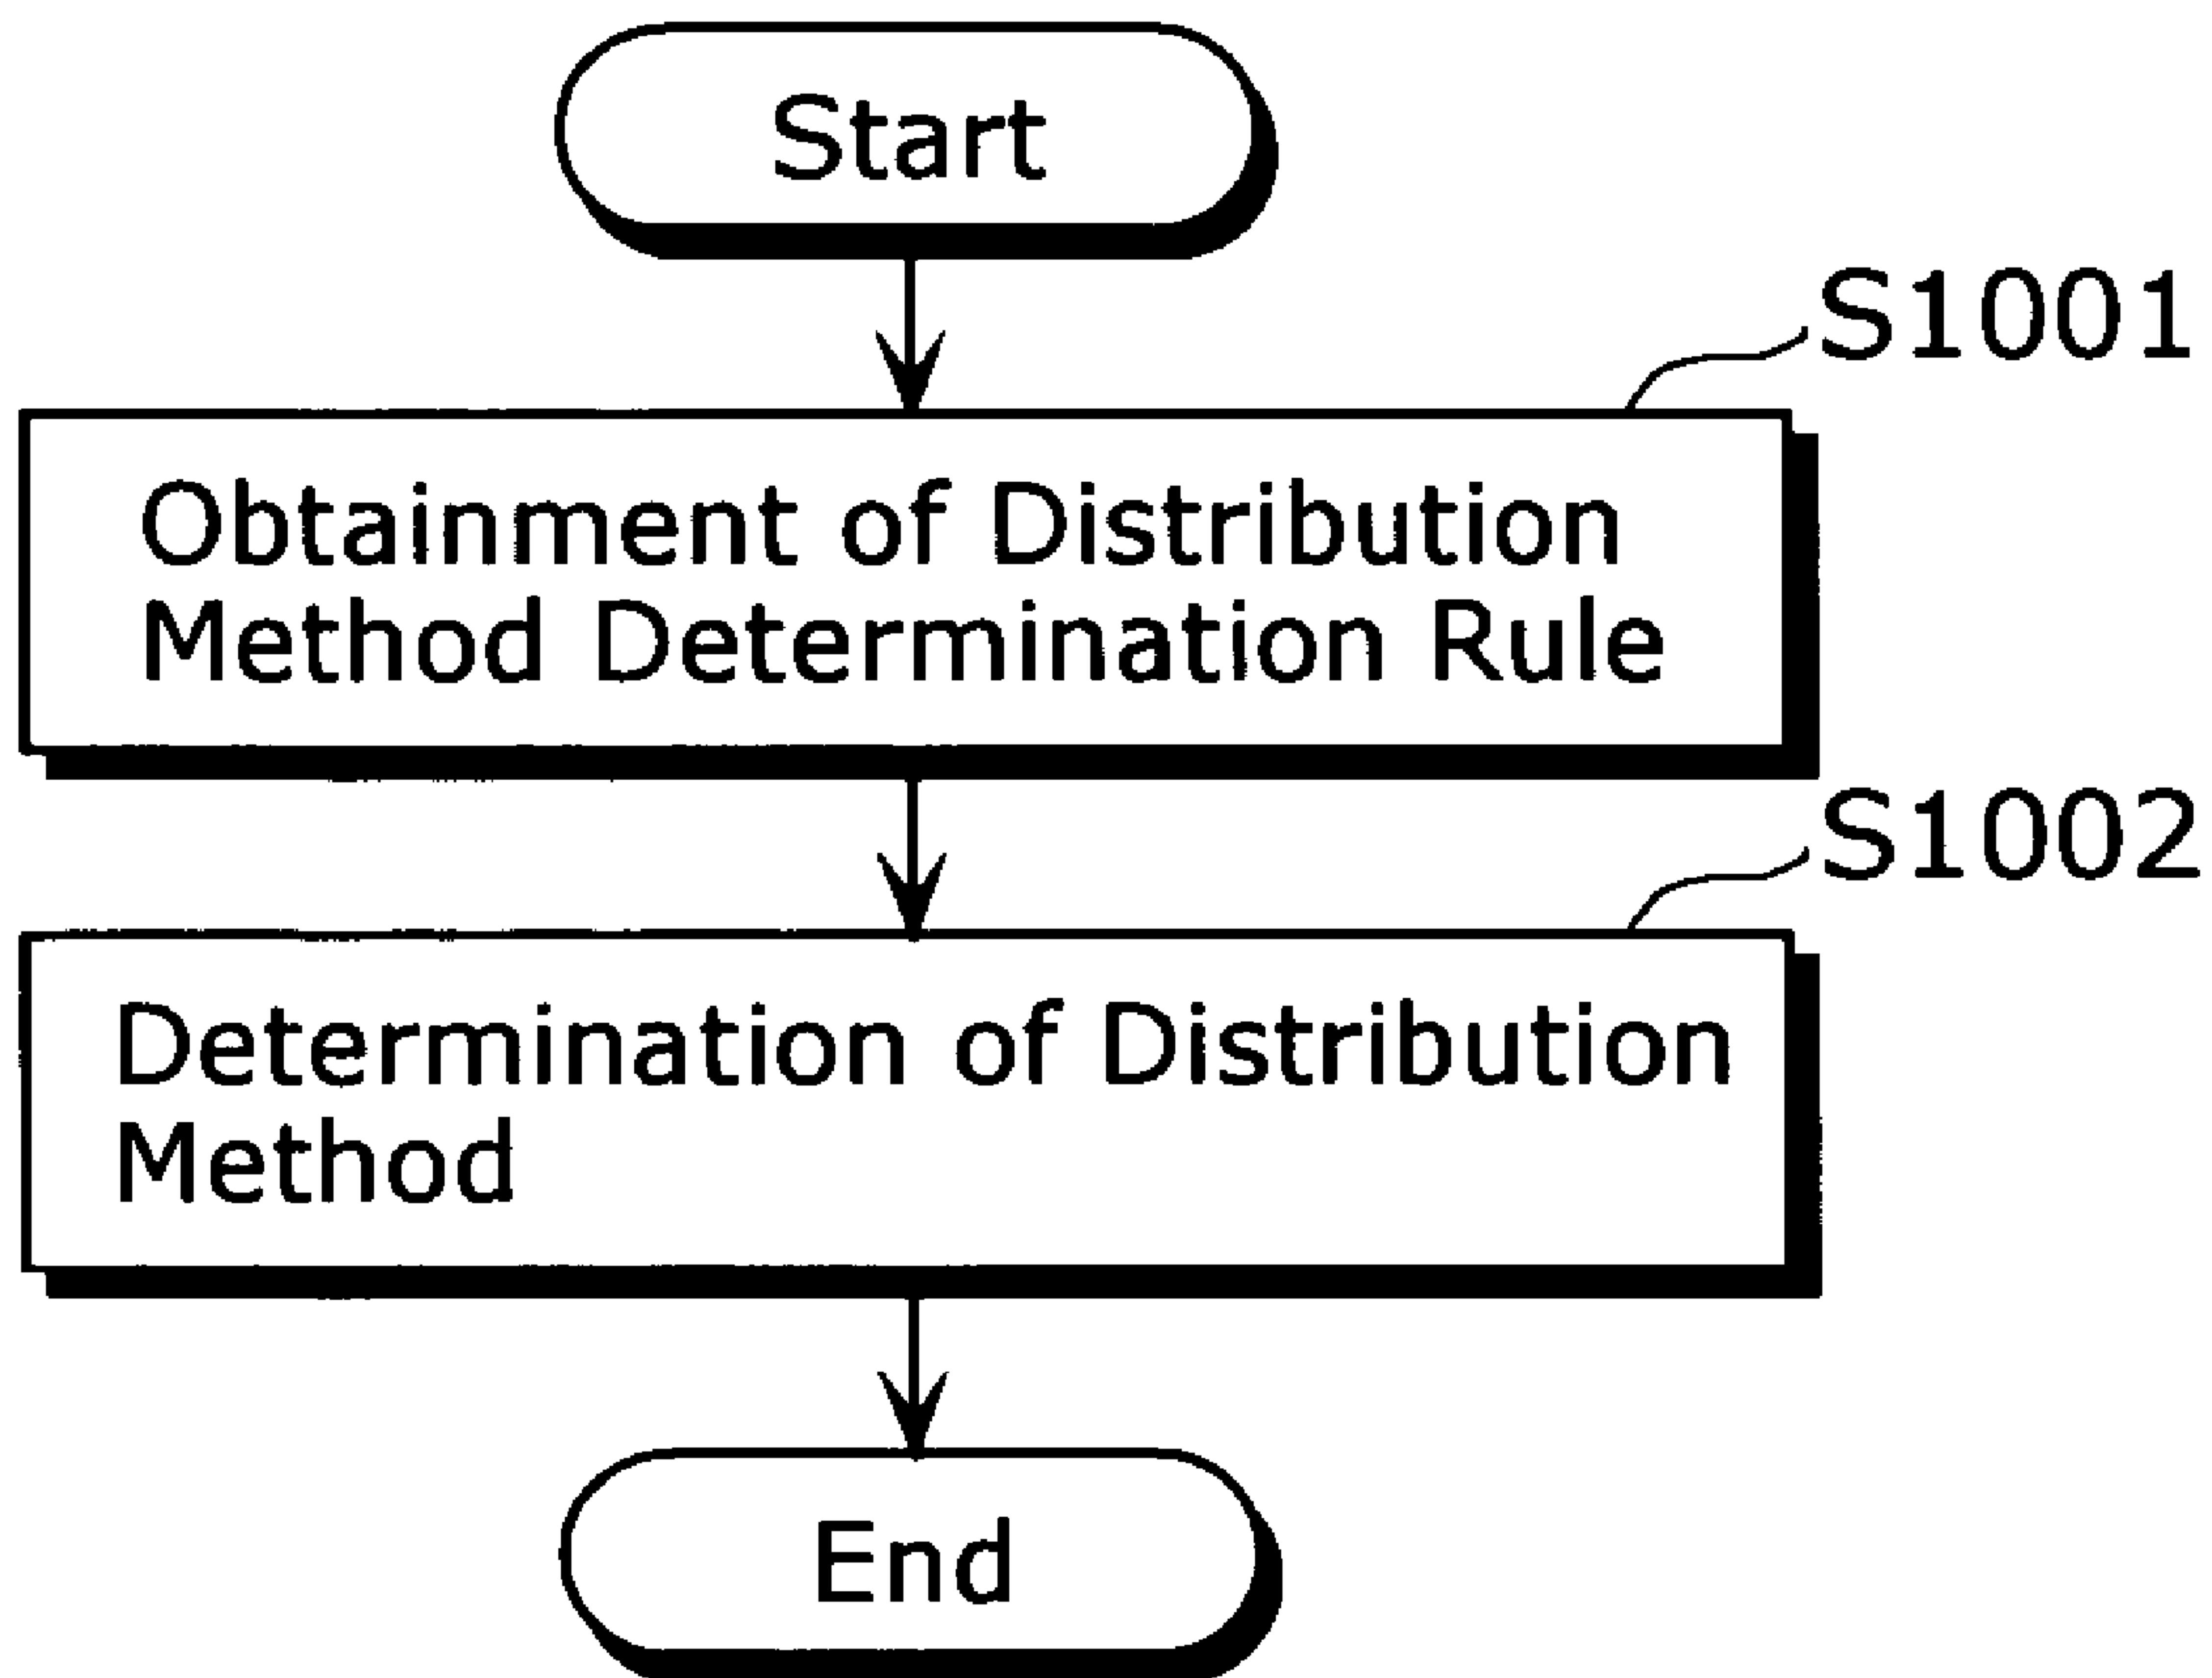 Start
S1001
Obtainment of Distribution
Method Determination Rule
S1002
Determination of Distribution
Method
End